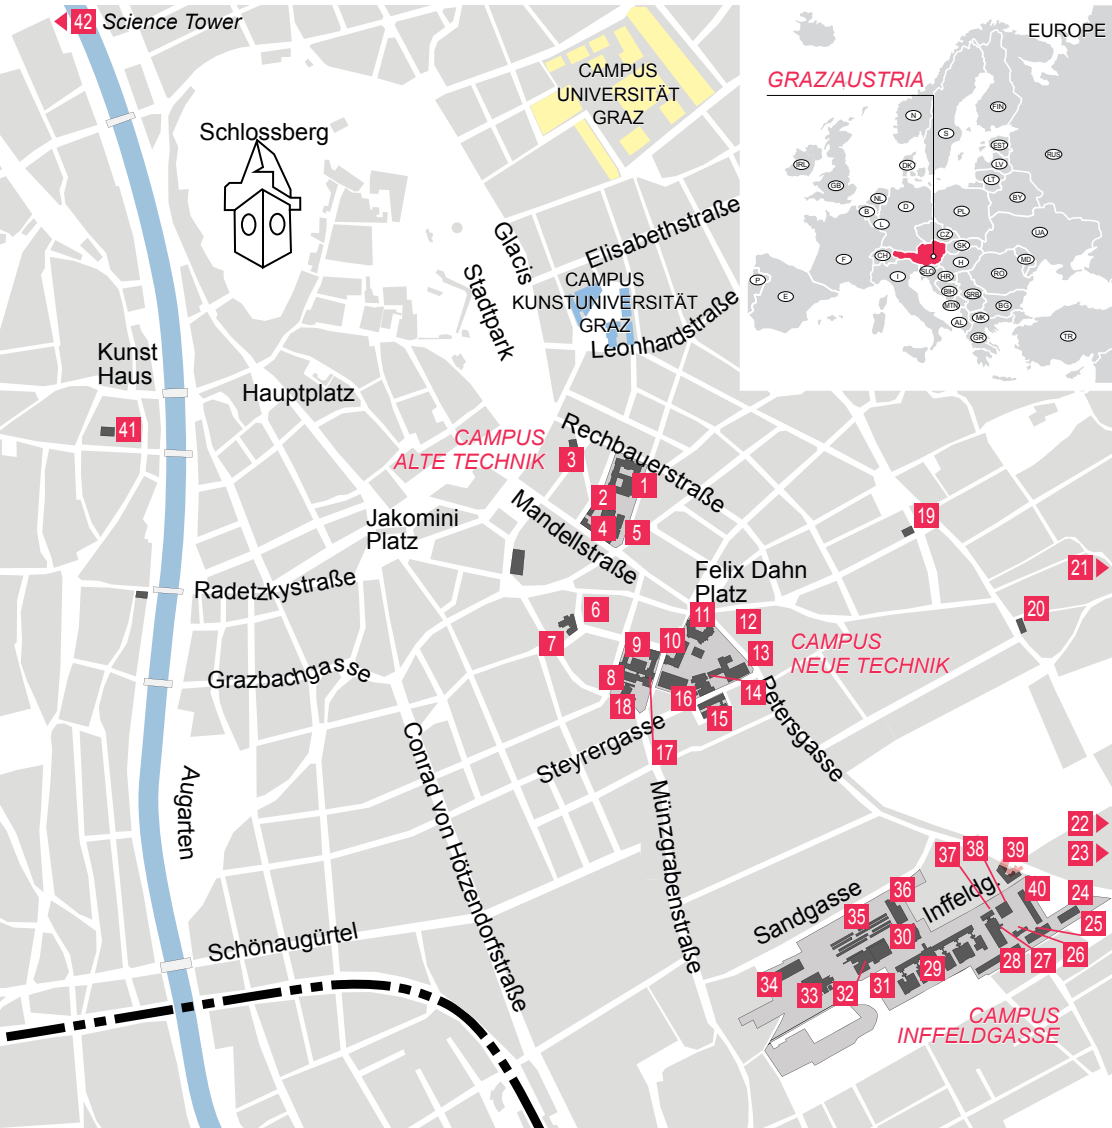 42 Science Tower
EUROPE
GRAZ/AUSTRIA
CAMPUS
UNIVERSITÄT
GRAZ
Schlossberg
N
S
FIN
EST
LV
LT
RUS
IRL
GB
DK
NL
B
L
D
PL
BY
CZ
SK
UA
F
CH
H
MD
I
SLO
HR
RO
BIH
SRB
MTN
BG
MK
AL
GR
TR
P
E
Glacis
Stadtpark
Elisabethstraße
CAMPUS
KUNSTUNIVERSITÄT
GRAZ
Leonhardstraße
Kunst
Haus
Hauptplatz
41
CAMPUS
ALTE TECHNIK
Rechbauerstraße
3
1
2
4
5
Mandellstraße
Jakomini
Platz
19
21
20
Radetzkystraße
Felix Dahn
Platz
6
7
11
12
CAMPUS
NEUE TECHNIK
9
10
13
8
14
16
18
15
17
Grazbachgasse
Petersgasse
Steyrergasse
Conrad von Hötzendorfstraße
Münzgrabenstraße
Augarten
22
23
37
38
39
40
24
25
26
27
28
Sandgasse
Inffeldg.
36
35
30
29
31
32
33
34
Schönaugürtel
CAMPUS
INFFELDGASSE